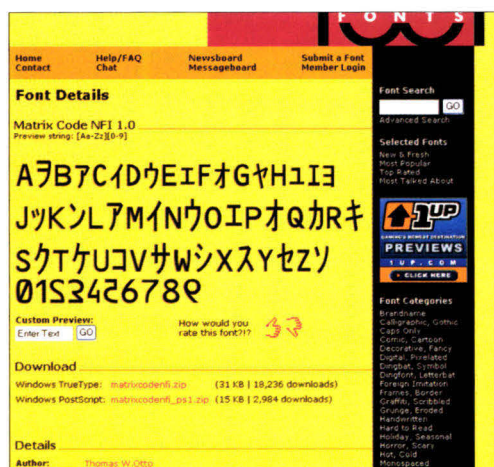 FONTS
Home Help/FAQ Newsboard Submit a Font
Contact Chat Messageboard Member Login
Font Details
Matrix Code NFI 1.0
Preview string: [Aa-Zz][0-9]
Custom Preview:
Enter Text GO
How would you
rate this font?!?
Download
Windows TrueType: matrixcodenfi.zip (31 KB | 18,236 downloads)
Windows PostScript: matrixcodenfi_ps1.zip (15 KB | 2,984 downloads)
Details
Author: Thomas W.Otto
Font Search
GO
Advanced Search
Selected Fonts
New & Fresh
Most Popular
Top Rated
Most Talked About
1UP
GAMING'S NEWEST DESTINATION
PREVIEWS
1UP.COM
CLICK HERE
Font Categories
Brandname
Calligraphic, Gothic
Caps Only
Comic, Cartoon
Decorative, Fancy
Digital, Pixelated
Dingbat, Symbol
Dingfont, Letterbat
Foreign Imitation
Frames, Border
Graffiti, Scribbled
Grunge, Eroded
Handwritten
Hard to Read
Holiday, Seasonal
Horror, Scary
Hot, Cold
Monospaced